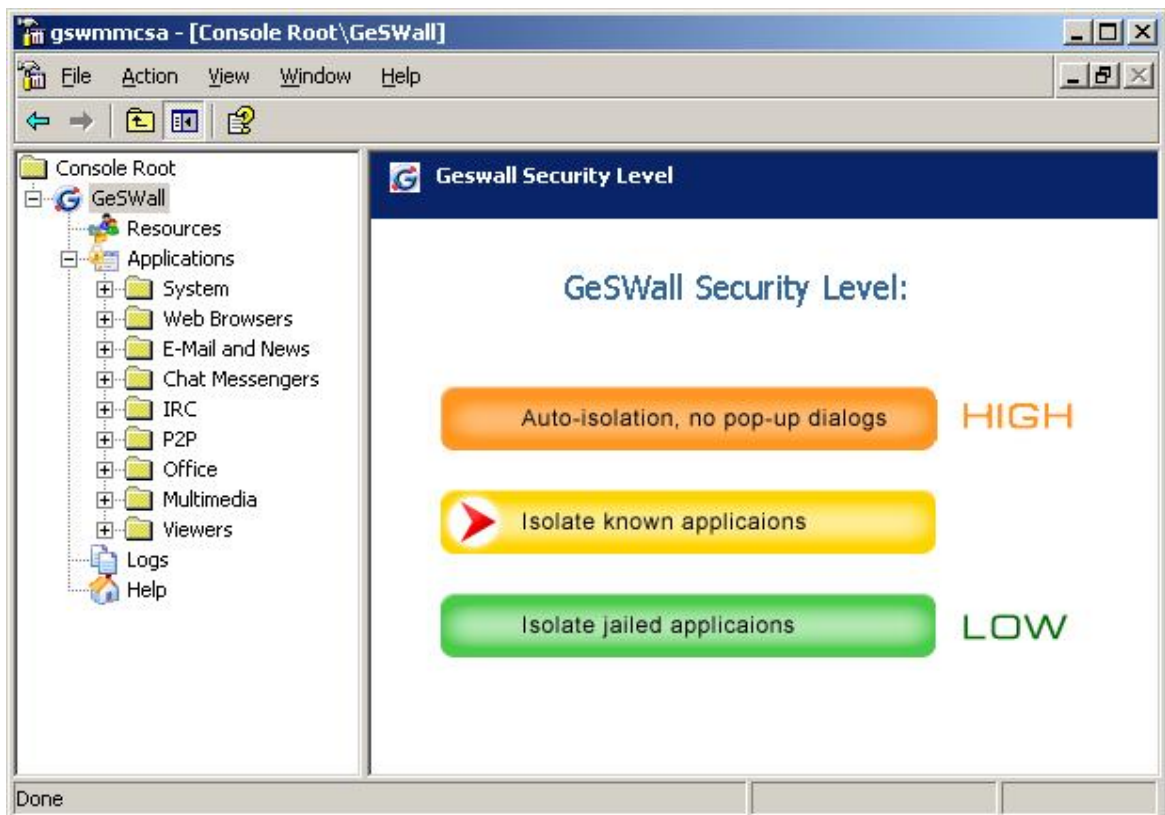 gswmmcsa - [Console Root\GeSWall]
File Action View Window Help
Console Root
GeSWall
Resources
Applications
System
Web Browsers
E-Mail and News
Chat Messengers
IRC
P2P
Office
Multimedia
Viewers
Logs
Help
Geswall Security Level
GeSWall Security Level:
Auto-isolation, no pop-up dialogs HIGH
Isolate known applicaions
Isolate jailed applicaions LOW
Done